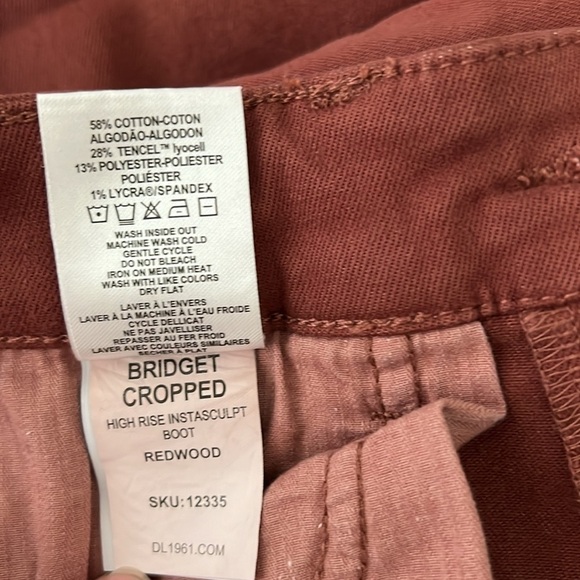 58% COTTON-COTON
ALGODÃO-ALGODON
28% TENCEL™ lyocell
13% POLYESTER-POLIESTER
POLIÉSTER
1% LYCRA®/SPANDEX
WASH INSIDE OUT
MACHINE WASH COLD
GENTLE CYCLE
DO NOT BLEACH
IRON ON MEDIUM HEAT
WASH WITH LIKE COLORS
DRY FLAT
LAVER À L'ENVERS
LAVER À LA MACHINE À L'EAU FROIDE
CYCLE DELLICAT
NE PAS JAVELLISER
REPASSER AU FER FROID
LAVER AVEC COULEURS SIMILAIRES
SECHER À PLAT
BRIDGET
CROPPED
HIGH RISE INSTASCULPT
BOOT
REDWOOD
SKU:12335
DL1961.COM